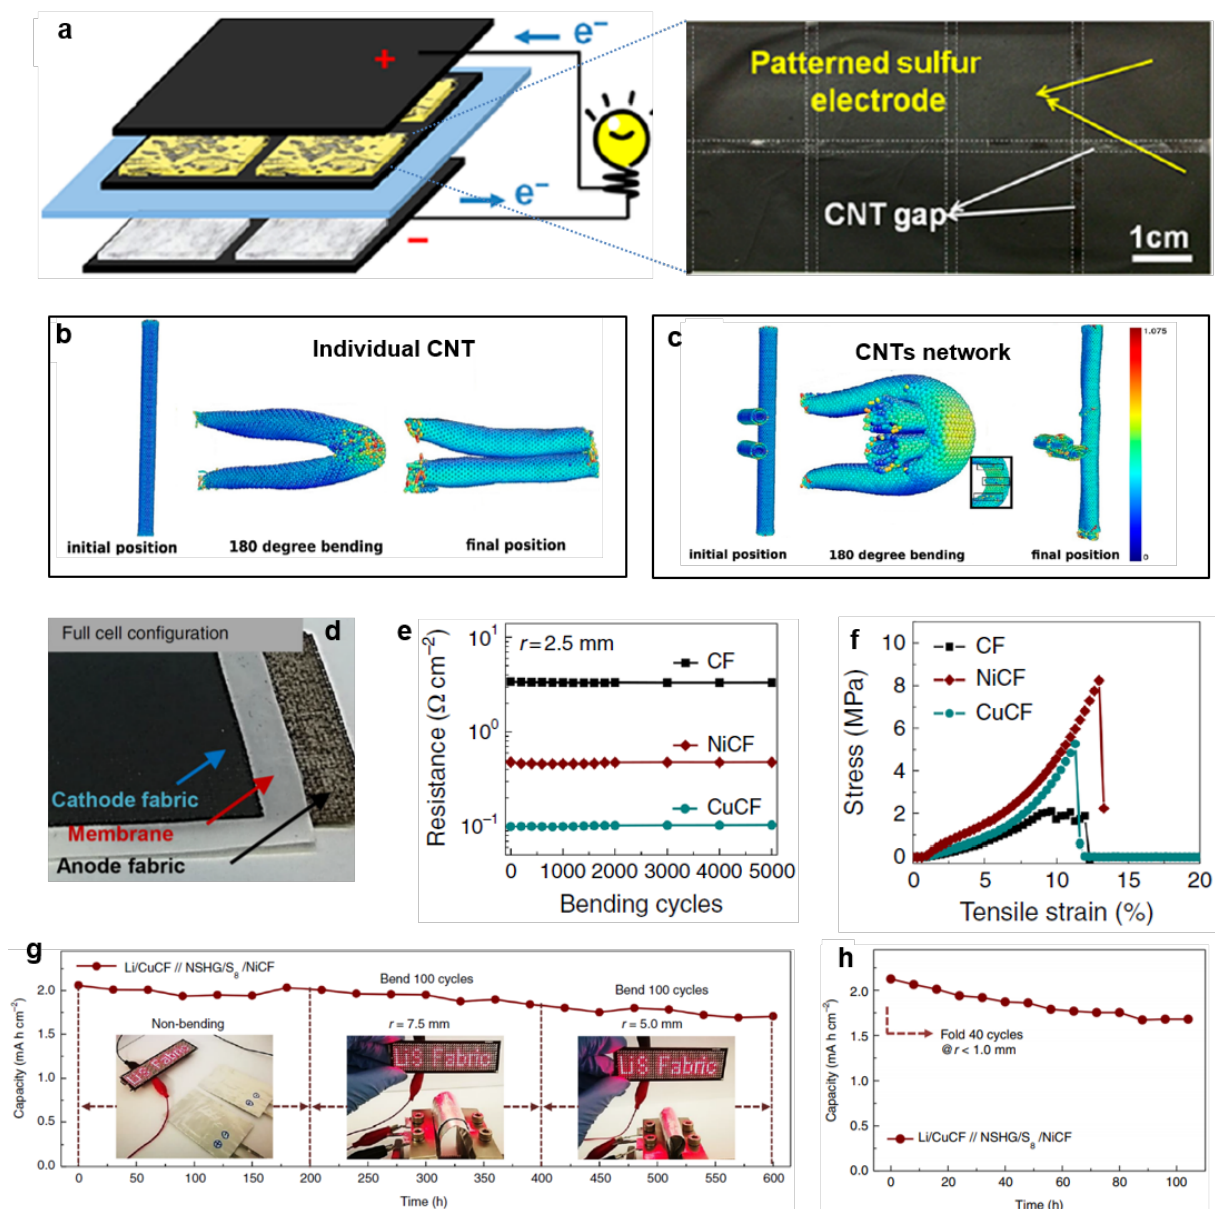 a
+
e⁻
e⁻
−
Patterned sulfur
electrode
CNT gap
1cm
b
Individual CNT
initial position
180 degree bending
final position
c
CNTs network
initial position
180 degree bending
final position
1.075
0
Full cell configuration
d
Cathode fabric
Membrane
Anode fabric
e
r = 2.5 mm
CF
NiCF
CuCF
10¹
10⁰
10⁻¹
Resistance (Ω cm⁻²)
0 1000 2000 3000 4000 5000
Bending cycles
f
CF
NiCF
CuCF
10
8
6
4
2
0
Stress (MPa)
0 5 10 15 20
Tensile strain (%)
g
Li/CuCF // NSHG/S₈ /NiCF
Bend 100 cycles
Bend 100 cycles
Non-bending
r = 7.5 mm
r = 5.0 mm
US Fabric
US Fabric
US Fabric
2.0
1.5
1.0
0.5
0.0
Capacity (mA h cm⁻²)
0 50 100 150 200 250 300 350 400 450 500 550 600
Time (h)
h
Fold 40 cycles
@ r < 1.0 mm
Li/CuCF // NSHG/S₈ /NiCF
2.0
1.5
1.0
0.5
0.0
Capacity (mA h cm⁻²)
0 20 40 60 80 100
Time (h)